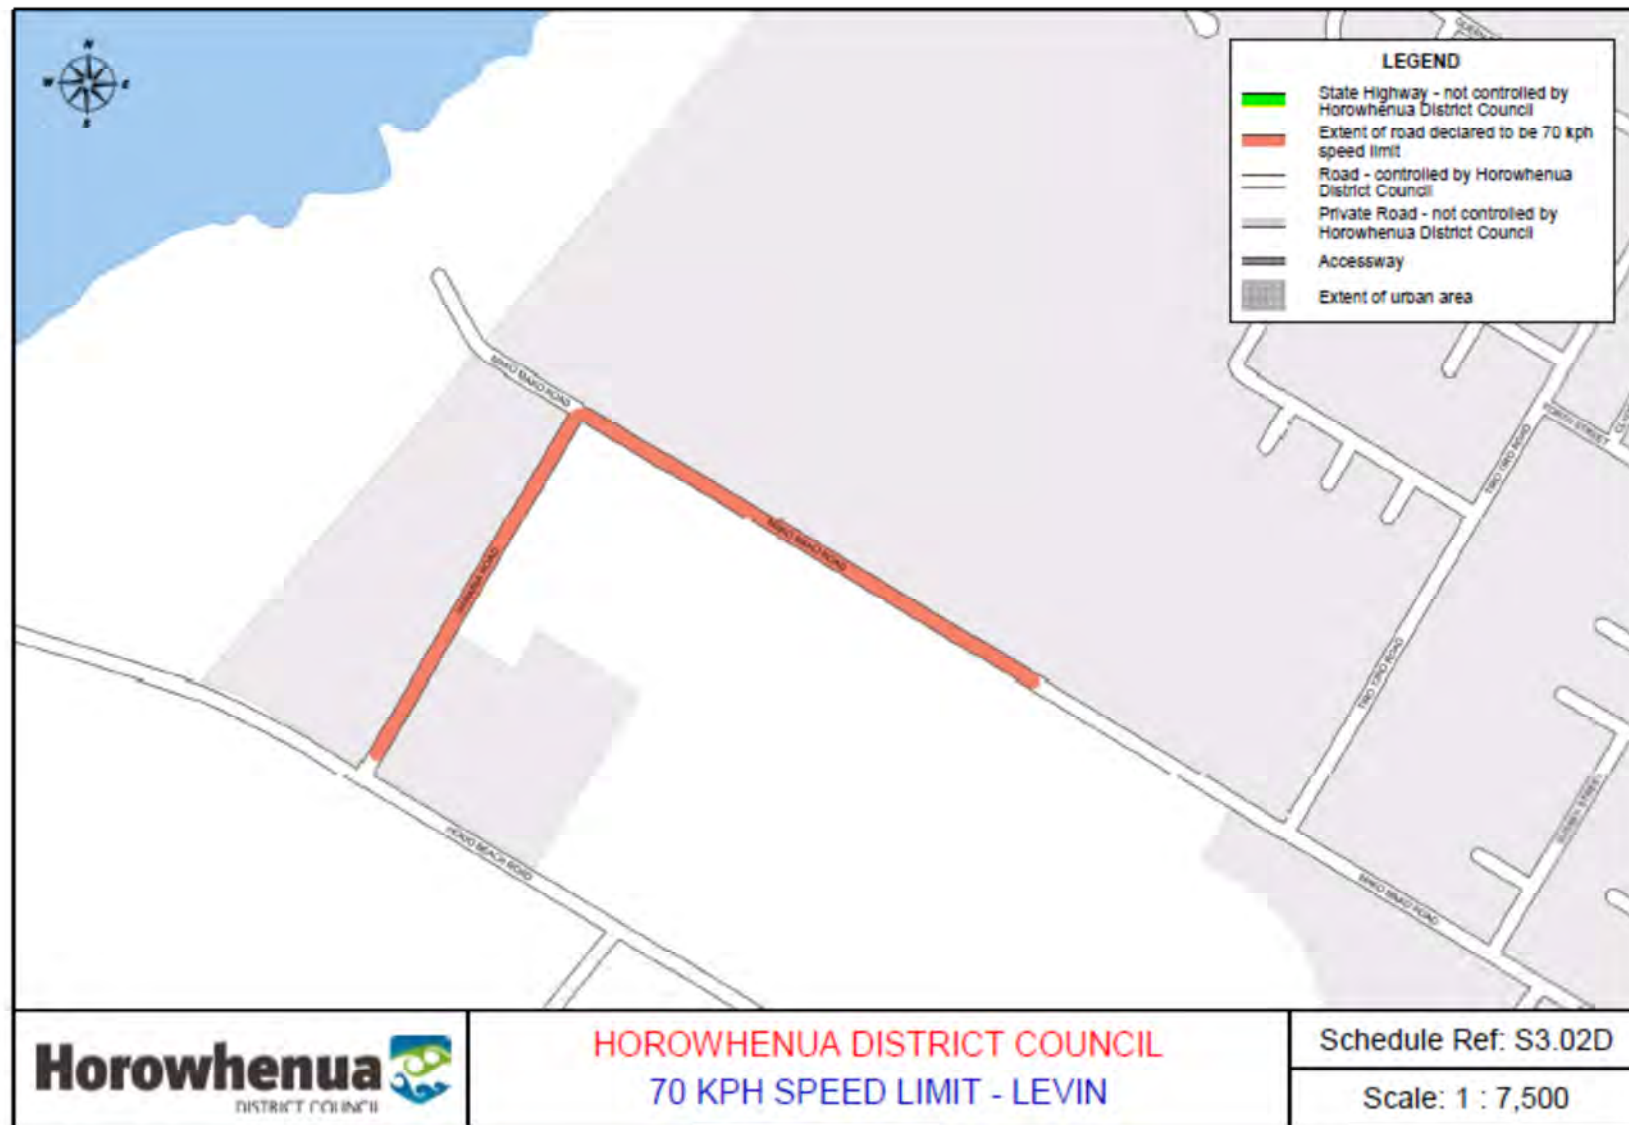 N
W
E
S
LEGEND
State Highway - not controlled by
Horowhenua District Council
Extent of road declared to be 70 kph
speed limit
Road - controlled by Horowhenua
District Council
Private Road - not controlled by
Horowhenua District Council
Accessway
Extent of urban area
MAKO MAKO ROAD
MAKO MAKO ROAD
TIRO TIRO ROAD
TIRO TIRO ROAD
MAKO MAKO ROAD
HOKIO BEACH ROAD
Horowhenua
DISTRICT COUNCIL
HOROWHENUA DISTRICT COUNCIL
70 KPH SPEED LIMIT - LEVIN
Schedule Ref: S3.02D
Scale: 1 : 7,500